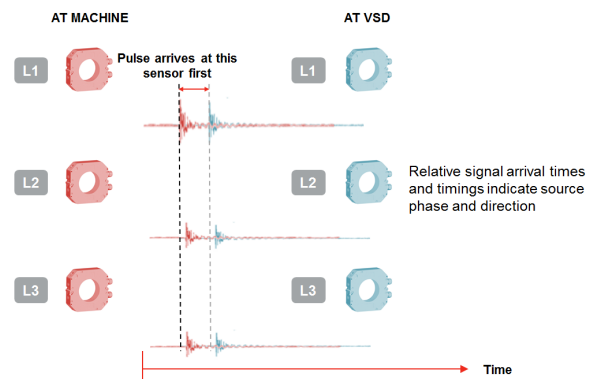 AT MACHINE
AT VSD
L1
Pulse arrives at this
sensor first
L1
L2
L2
Relative signal arrival times
and timings indicate source
phase and direction
L3
L3
Time